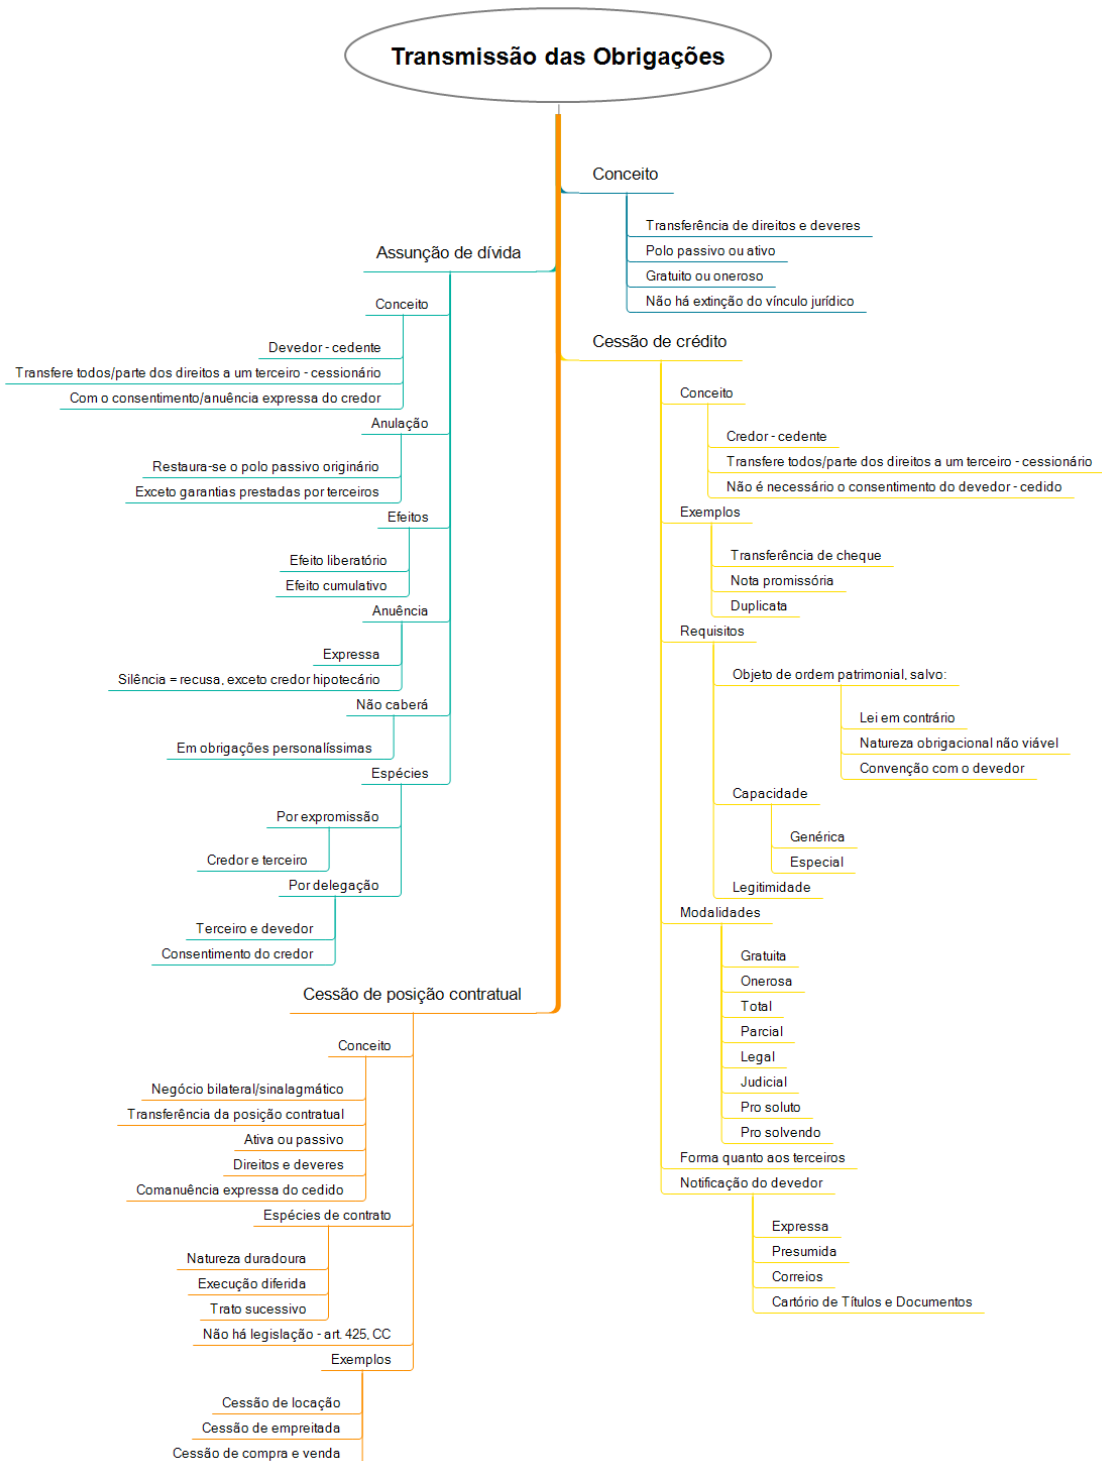 Transmissão das Obrigações
Conceito
Transferência de direitos e deveres
Polo passivo ou ativo
Gratuito ou oneroso
Não há extinção do vínculo jurídico
Cessão de crédito
Conceito
Credor - cedente
Transfere todos/parte dos direitos a um terceiro - cessionário
Não é necessário o consentimento do devedor - cedido
Exemplos
Transferência de cheque
Nota promissória
Duplicata
Requisitos
Objeto de ordem patrimonial, salvo:
Lei em contrário
Natureza obrigacional não viável
Convenção com o devedor
Capacidade
Genérica
Especial
Legitimidade
Modalidades
Gratuita
Onerosa
Total
Parcial
Legal
Judicial
Pro soluto
Pro solvendo
Forma quanto aos terceiros
Notificação do devedor
Expressa
Presumida
Correios
Cartório de Títulos e Documentos
Assunção de dívida
Conceito
Devedor - cedente
Transfere todos/parte dos direitos a um terceiro - cessionário
Com o consentimento/anuência expressa do credor
Anulação
Restaura-se o polo passivo originário
Exceto garantias prestadas por terceiros
Efeitos
Efeito liberatório
Efeito cumulativo
Anuência
Expressa
Silência = recusa, exceto credor hipotecário
Não caberá
Em obrigações personalíssimas
Espécies
Por expromissão
Credor e terceiro
Por delegação
Terceiro e devedor
Consentimento do credor
Cessão de posição contratual
Conceito
Negócio bilateral/sinalagmático
Transferência da posição contratual
Ativa ou passivo
Direitos e deveres
Comanuência expressa do cedido
Espécies de contrato
Natureza duradoura
Execução diferida
Trato sucessivo
Não há legislação - art. 425, CC
Exemplos
Cessão de locação
Cessão de empreitada
Cessão de compra e venda